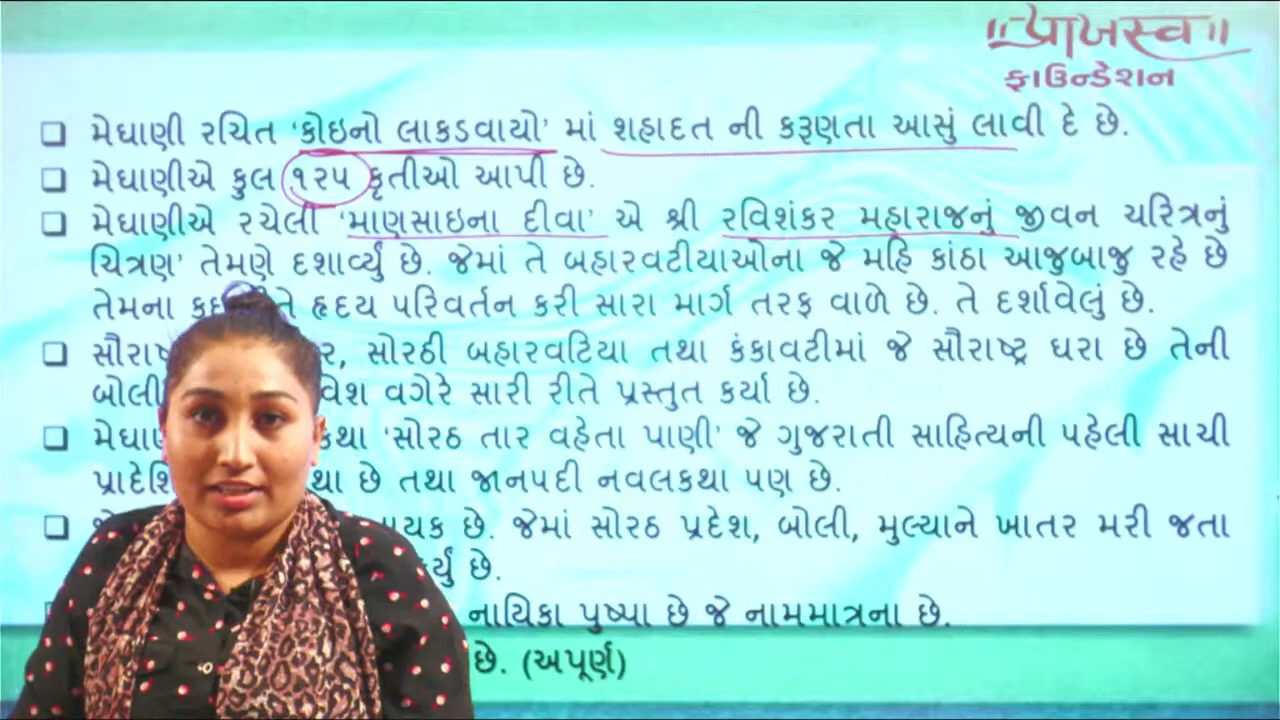 ॥પ્રાખસ્વ॥
ફાઉન્ડેશન
❑ મેઘાણી રચિત ‘કોઇનો લાકડવાયો’ માં શહાદત ની કરૂણતા આસું લાવી દે છે.
❑ મેઘાણીએ કુલ ૧૨૫ કૃતીઓ આપી છે.
❑ મેઘાણીએ રચેલી ‘માણસાઇના દીવા’ એ શ્રી રવિશંકર મહારાજનું જીવન ચરિત્રનું
ચિત્રણ’ તેમણે દશાવ્યું છે. જેમાં તે બહારવટીયાઓના જે મહિ કાંઠા આજુબાજુ રહે છે
તેમના હૃદય પરિવર્તન કરી સારા માર્ગ તરફ વાળે છે. તે દર્શાવેલું છે.
❑ સોરઠી બહારવટિયા તથા કંકાવટીમાં જે સૌરાષ્ટ્ર ધરા છે તેની
બોલી વગેરે સારી રીતે પ્રસ્તુત કર્યા છે.
❑ ‘સોરઠ તાર વહેતા પાણી’ જે ગુજરાતી સાહિત્યની પહેલી સાચી
છે તથા જાનપદી નવલકથા પણ છે.
❑ છે. જેમાં સોરઠ પ્રદેશ, બોલી, મુલ્યાને ખાતર મરી જતા
છે.
નાયિકા પુષ્પા છે જે નામમાત્રના છે.
છે. (અપૂર્ણ)